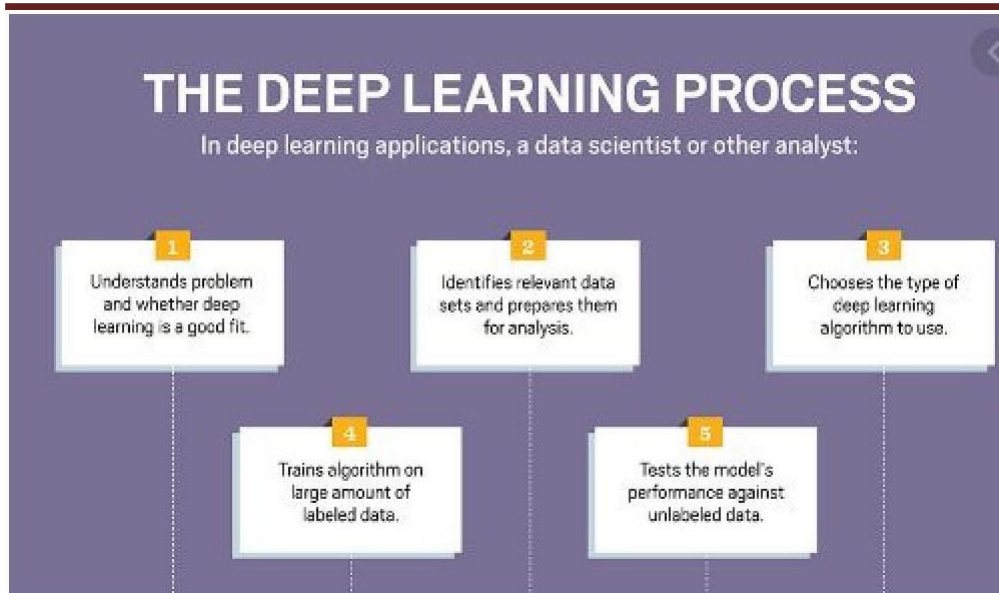 THE DEEP LEARNING PROCESS
In deep learning applications, a data scientist or other analyst:
1
Understands problem
and whether deep
learning is a good fit.
2
Identifies relevant data
sets and prepares them
for analysis.
3
Chooses the type of
deep learning
algorithm to use.
4
Trains algorithm on
large amount of
labeled data.
5
Tests the model's
performance against
unlabeled data.